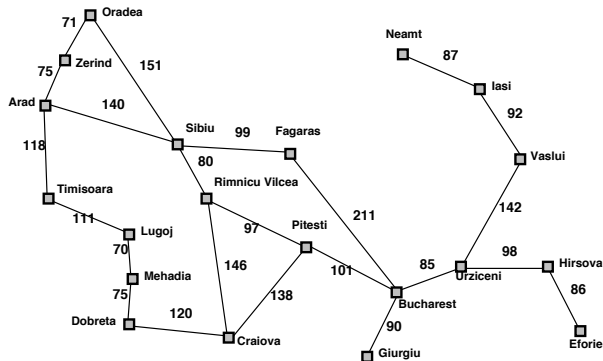 Oradea
71
Neamt
87
Zerind
151
75
Iasi
Arad
140
92
118
Sibiu
99
Fagaras
80
Vaslui
Timisoara
Rimnicu Vilcea
111
211
142
Lugoj
97
Pitesti
70
98
Hirsova
146
85
Urziceni
Mehadia
101
86
75
138
Bucharest
120
90
Dobreta
Craiova
Eforie
Giurgiu